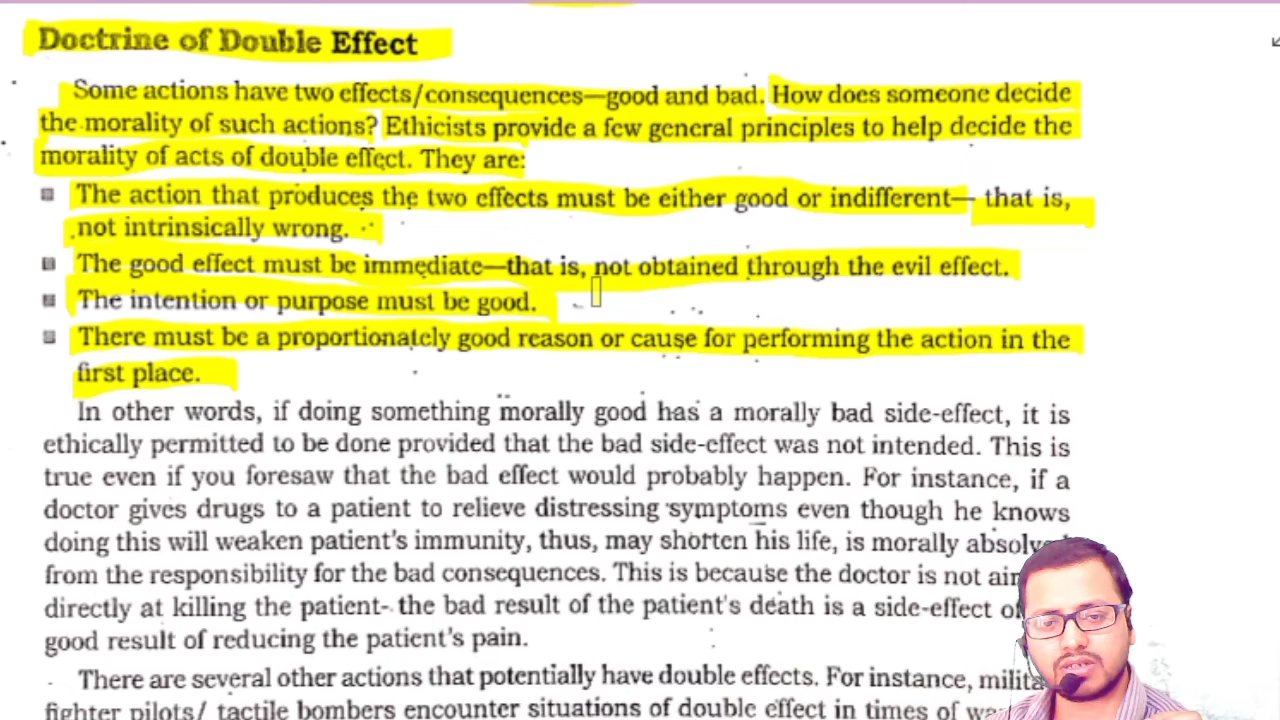 Doctrine of Double Effect
Some actions have two effects/consequences—good and bad. How does someone decide
the morality of such actions? Ethicists provide a few general principles to help decide the
morality of acts of double effect. They are:
The action that produces the two effects must be either good or indifferent— that is,
not intrinsically wrong.
The good effect must be immediate—that is, not obtained through the evil effect.
The intention or purpose must be good.
There must be a proportionately good reason or cause for performing the action in the
first place.
In other words, if doing something morally good has a morally bad side-effect, it is
ethically permitted to be done provided that the bad side-effect was not intended. This is
true even if you foresaw that the bad effect would probably happen. For instance, if a
doctor gives drugs to a patient to relieve distressing symptoms even though he knows
doing this will weaken patient's immunity, thus, may shorten his life, is morally
from the responsibility for the bad consequences. This is because the doctor is not
directly at killing the patient- the bad result of the patient's death is a side-effect
good result of reducing the patient's pain.
There are several other actions that potentially have double effects. For instance,
fighter pilots/ tactile bombers encounter situations of double effect in times of